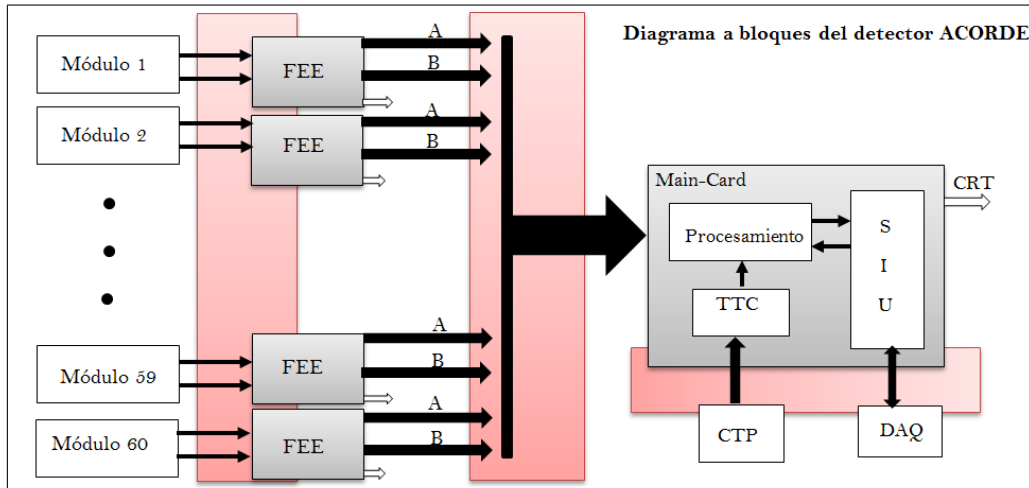 Diagrama a bloques del detector ACORDE
Módulo 1
FEE
A
B
Módulo 2
FEE
A
B
Main-Card
CRT
Procesamiento
S
I
U
TTC
Módulo 59
FEE
A
B
Módulo 60
FEE
A
B
CTP
DAQ